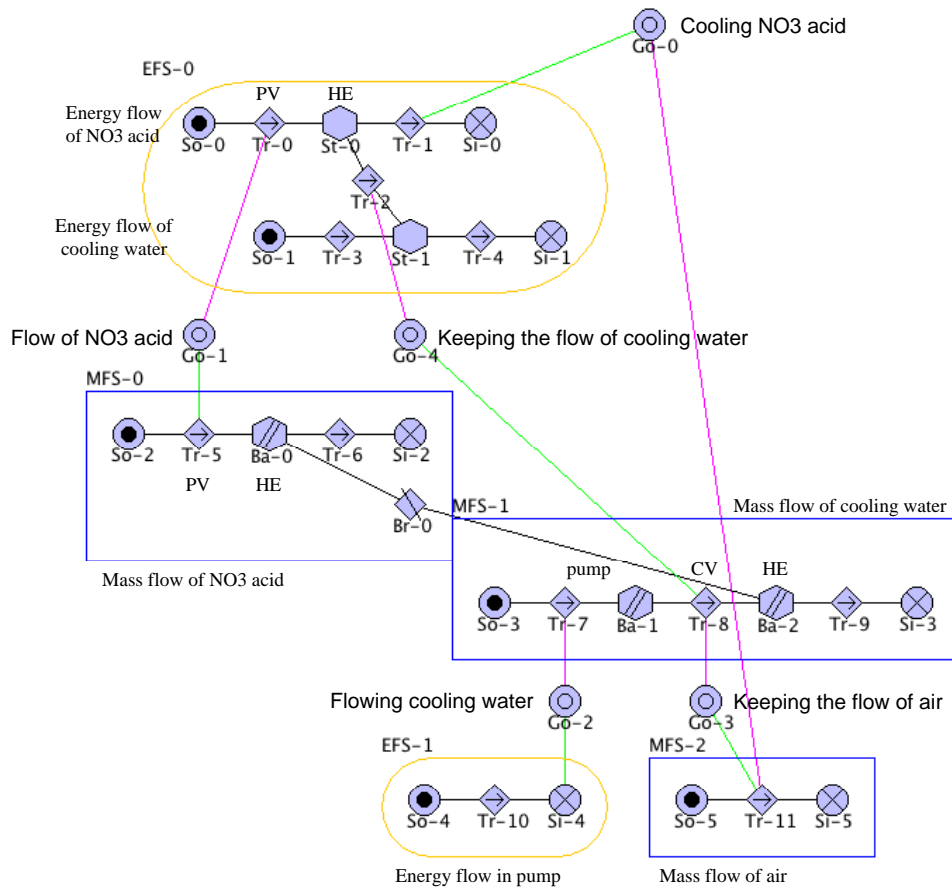 Cooling NO3 acid
Go-0
EFS-0
PV
HE
Energy flow
of NO3 acid
So-0
Tr-0
St-0
Tr-1
Si-0
Tr-2
Energy flow of
cooling water
So-1
Tr-3
St-1
Tr-4
Si-1
Flow of NO3 acid
Go-1
Keeping the flow of cooling water
Go-4
MFS-0
So-2
Tr-5
Ba-0
Tr-6
Si-2
PV
HE
Br-0
Mass flow of NO3 acid
MFS-1
Mass flow of cooling water
pump
CV
HE
So-3
Tr-7
Ba-1
Tr-8
Ba-2
Tr-9
Si-3
Flowing cooling water
Go-2
Keeping the flow of air
Go-3
EFS-1
So-4
Tr-10
Si-4
Energy flow in pump
MFS-2
So-5
Tr-11
Si-5
Mass flow of air